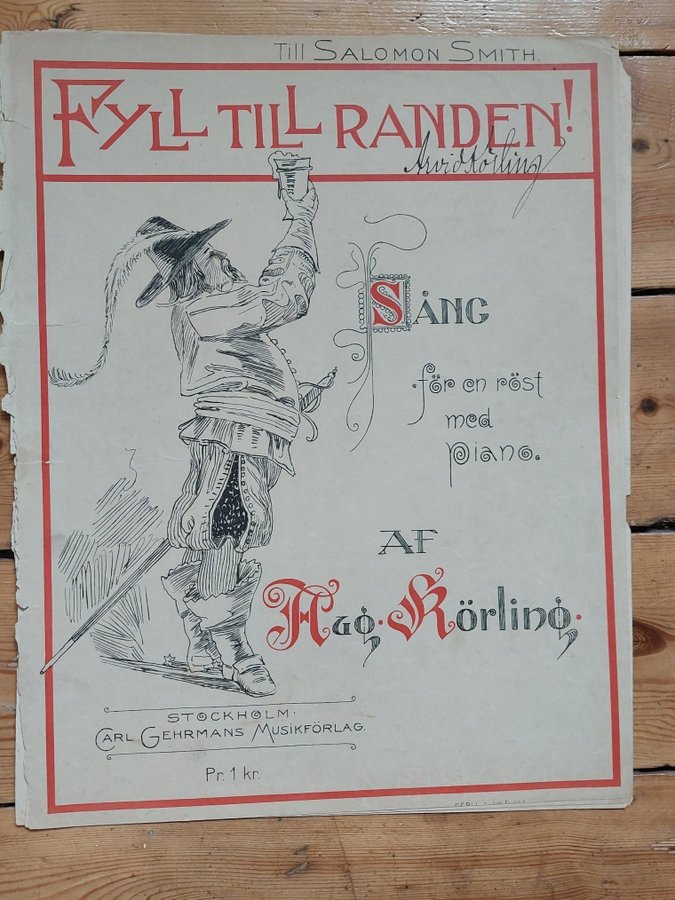 Till Salomon Smith.
Fyll till randen!
Arvid Körling
Sång
för en röst
med
piano.
af
Aug. Körling.
Stockholm.
Carl Gehrmans Musikförlag.
Pr. 1 kr.